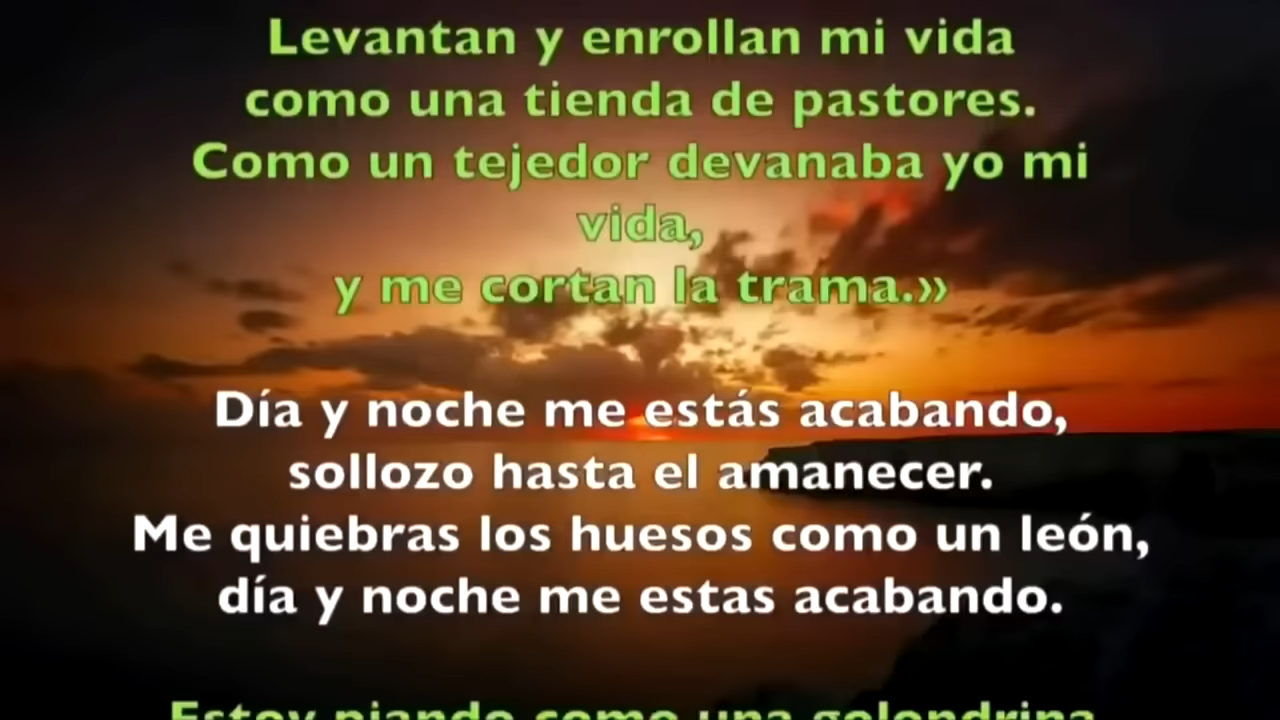 Levantan y enrollan mi vida
como una tienda de pastores.
Como un tejedor devanaba yo mi
vida,
y me cortan la trama.»
Día y noche me estás acabando,
sollozo hasta el amanecer.
Me quiebras los huesos como un león,
día y noche me estas acabando.
Estoy piando como una golondrina